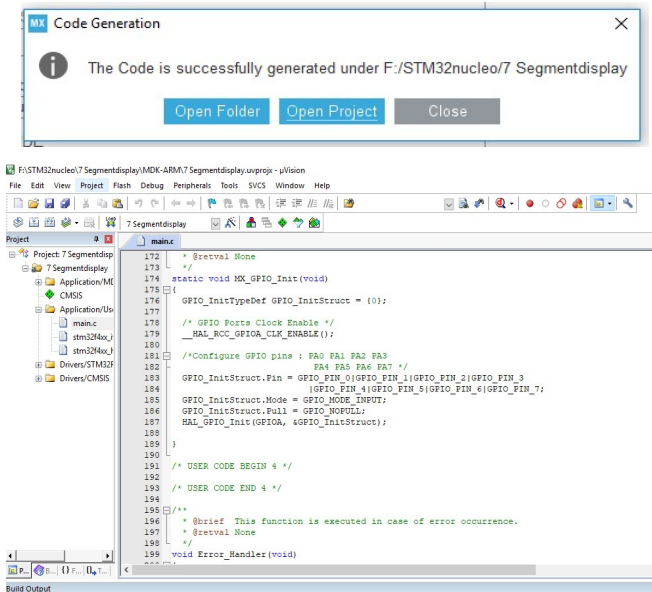 MX Code Generation
The Code is successfully generated under F:/STM32nucleo/7 Segmentdisplay
Open Folder Open Project Close
F:\STM32nucleo\7 Segmentdisplay\MDK-ARM\7 Segmentdisplay.uvprojx - µVision
File Edit View Project Flash Debug Peripherals Tools SVCS Window Help
7 Segmentdisplay
Project
main.c
Project: 7 Segmentdisp
7 Segmentdisplay
Application/MD
CMSIS
Application/Use
main.c
stm32f4xx_it
stm32f4xx_h
Drivers/STM32F
Drivers/CMSIS
172 * @retval None
173 */
174 static void MX_GPIO_Init(void)
175 {
176 GPIO_InitTypeDef GPIO_InitStruct = {0};
177
178 /* GPIO Ports Clock Enable */
179 __HAL_RCC_GPIOA_CLK_ENABLE();
180
181 /*Configure GPIO pins : PA0 PA1 PA2 PA3
182 PA4 PA5 PA6 PA7 */
183 GPIO_InitStruct.Pin = GPIO_PIN_0|GPIO_PIN_1|GPIO_PIN_2|GPIO_PIN_3
184 |GPIO_PIN_4|GPIO_PIN_5|GPIO_PIN_6|GPIO_PIN_7;
185 GPIO_InitStruct.Mode = GPIO_MODE_INPUT;
186 GPIO_InitStruct.Pull = GPIO_NOPULL;
187 HAL_GPIO_Init(GPIOA, &GPIO_InitStruct);
188
189 }
190
191 /* USER CODE BEGIN 4 */
192
193 /* USER CODE END 4 */
194
195 /**
196 * @brief This function is executed in case of error occurrence.
197 * @retval None
198 */
199 void Error_Handler(void)
P... B... {} F... 0 T...
Build Output